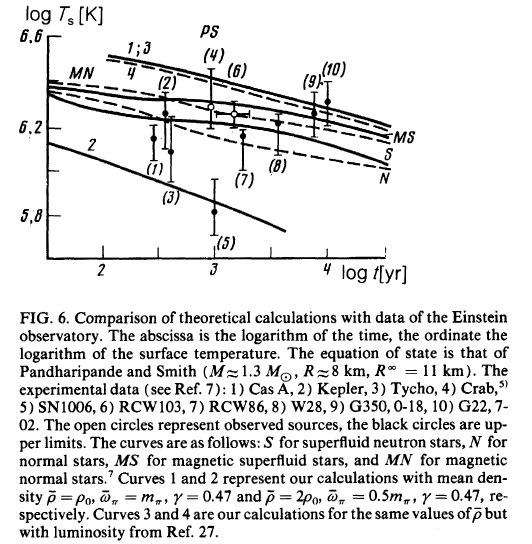 log Tₛ [K]
6,6
PS
1;3
(4)
4
(6)
(10)
(9)
MN
(2)
6,2
MS
2
S
(1)
(8)
(7)
N
(3)
5,8
(5)
2
3
4
log t[yr]
FIG. 6. Comparison of theoretical calculations with data of the Einstein
observatory. The abscissa is the logarithm of the time, the ordinate the
logarithm of the surface temperature. The equation of state is that of
Pandharipande and Smith (M≈1.3 M⊙, R≈8 km, R^∞ = 11 km). The
experimental data (see Ref. 7): 1) Cas A, 2) Kepler, 3) Tycho, 4) Crab,⁵⁾
5) SN1006, 6) RCW103, 7) RCW86, 8) W28, 9) G350, 0-18, 10) G22, 7-
02. The open circles represent observed sources, the black circles are up-
per limits. The curves are as follows: S for superfluid neutron stars, N for
normal stars, MS for magnetic superfluid stars, and MN for magnetic
normal stars.⁷ Curves 1 and 2 represent our calculations with mean den-
sity ρ̄ = ρ₀, ω̄_π = m_π, γ = 0.47 and ρ̄ = 2ρ₀, ω̄_π = 0.5m_π, γ = 0.47, re-
spectively. Curves 3 and 4 are our calculations for the same values of ρ̄ but
with luminosity from Ref. 27.